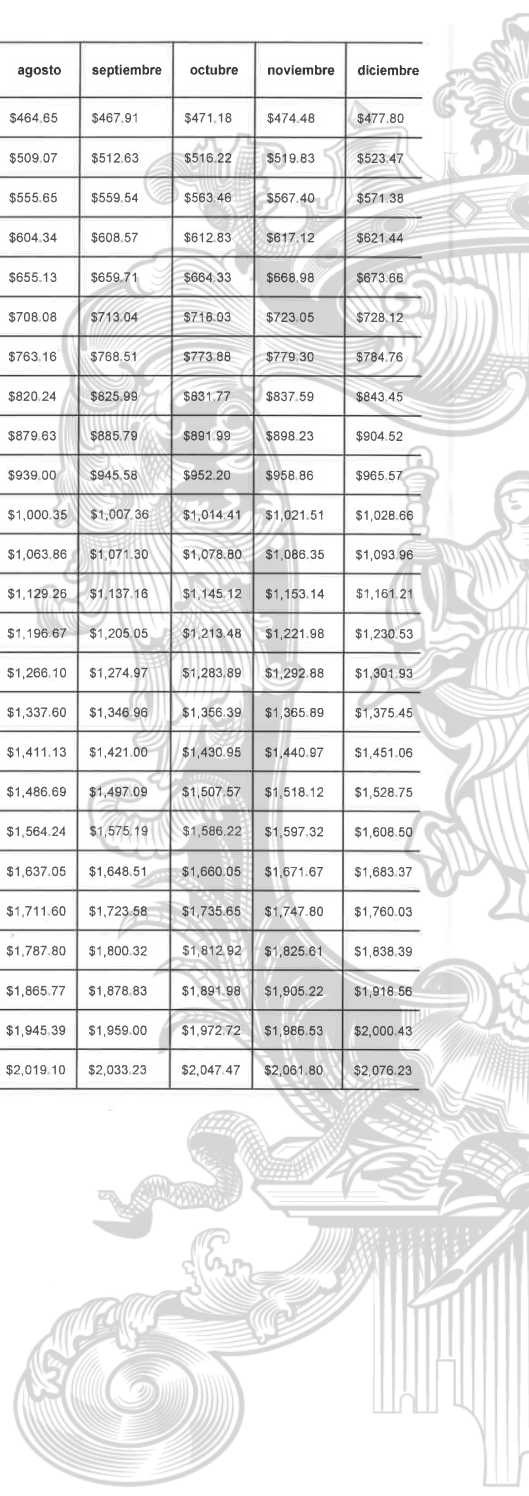 agosto septiembre octubre noviembre diciembre
$464.65 $467.91 $471.18 $474.48 $477.80
$509.07 $512.63 $516.22 $519.83 $523.47
$555.65 $559.54 $563.46 $567.40 $571.38
$604.34 $608.57 $612.83 $617.12 $621.44
$655.13 $659.71 $664.33 $668.98 $673.66
$708.08 $713.04 $718.03 $723.05 $728.12
$763.16 $768.51 $773.88 $779.30 $784.76
$820.24 $825.99 $831.77 $837.59 $843.45
$879.63 $885.79 $891.99 $898.23 $904.52
$939.00 $945.58 $952.20 $958.86 $965.57
$1,000.35 $1,007.36 $1,014.41 $1,021.51 $1,028.66
$1,063.86 $1,071.30 $1,078.80 $1,086.35 $1,093.96
$1,129.26 $1,137.16 $1,145.12 $1,153.14 $1,161.21
$1,196.67 $1,205.05 $1,213.48 $1,221.98 $1,230.53
$1,266.10 $1,274.97 $1,283.89 $1,292.88 $1,301.93
$1,337.60 $1,346.96 $1,356.39 $1,365.89 $1,375.45
$1,411.13 $1,421.00 $1,430.95 $1,440.97 $1,451.06
$1,486.69 $1,497.09 $1,507.57 $1,518.12 $1,528.75
$1,564.24 $1,575.19 $1,586.22 $1,597.32 $1,608.50
$1,637.05 $1,648.51 $1,660.05 $1,671.67 $1,683.37
$1,711.60 $1,723.58 $1,735.65 $1,747.80 $1,760.03
$1,787.80 $1,800.32 $1,812.92 $1,825.61 $1,838.39
$1,865.77 $1,878.83 $1,891.98 $1,905.22 $1,918.56
$1,945.39 $1,959.00 $1,972.72 $1,986.53 $2,000.43
$2,019.10 $2,033.23 $2,047.47 $2,061.80 $2,076.23